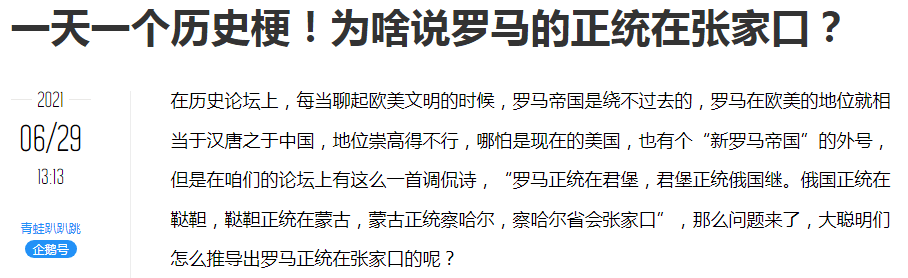 一天一个历史梗！为啥说罗马的正统在张家口？
2021
06/29
13:13
青蛙趴趴跳
企鹅号
在历史论坛上，每当聊起欧美文明的时候，罗马帝国是绕不过去的，罗马在欧美的地位就相
当于汉唐之于中国，地位崇高得不行，哪怕是现在的美国，也有个“新罗马帝国”的外号，
但是在咱们的论坛上有这么一首调侃诗，“罗马正统在君堡，君堡正统俄国继。俄国正统在
鞑靼，鞑靼正统在蒙古，蒙古正统察哈尔，察哈尔省会张家口”，那么问题来了，大聪明们
怎么推导出罗马正统在张家口的呢？